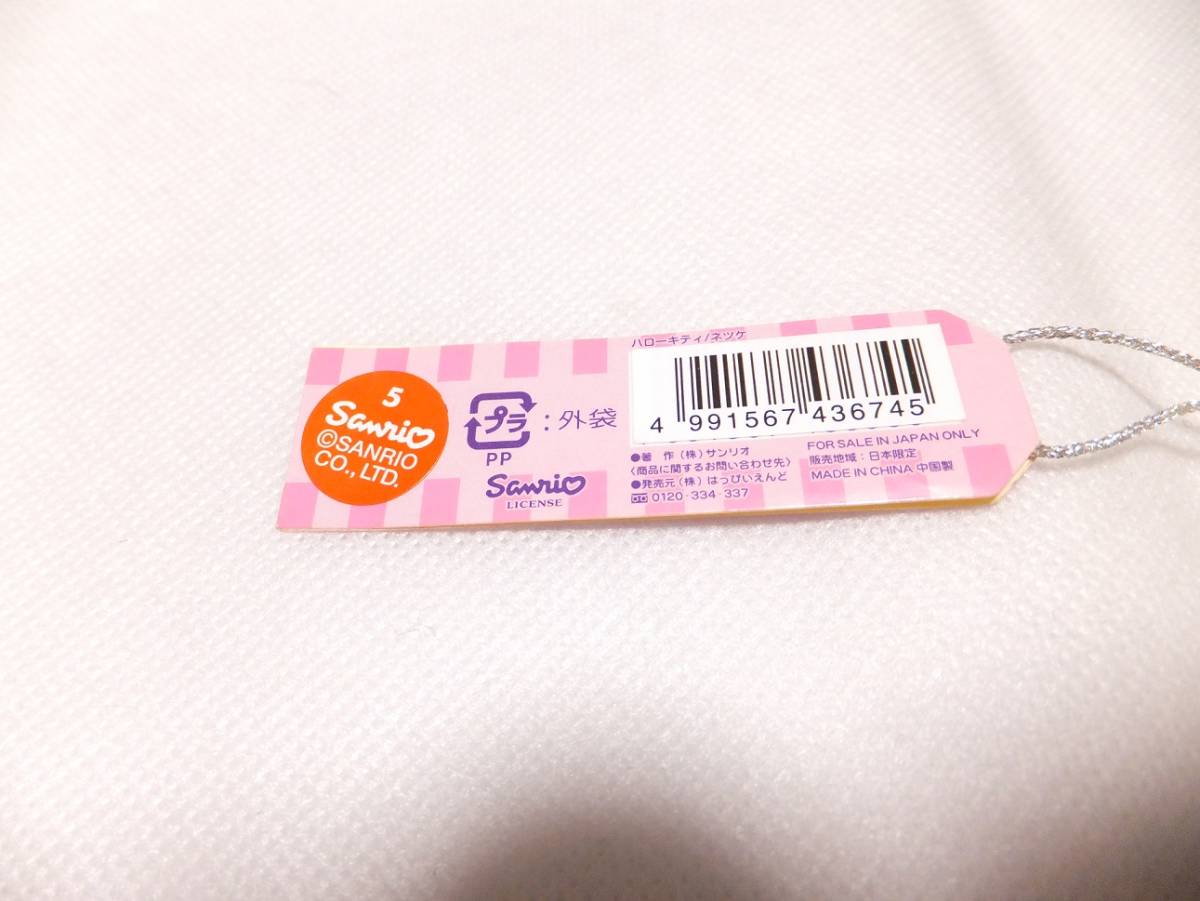 5
Sanrio
©SANRIO
CO., LTD.
プラ : 外袋
PP
Sanrio
LICENSE
ハローキティ/ネツケ
4 991567 436745
●著 作 (株) サンリオ
〈商品に関するお問い合わせ先〉
●発売元 (株) はっぴいえんど
0120-334-337
FOR SALE IN JAPAN ONLY
販売地域：日本限定
MADE IN CHINA 中国製